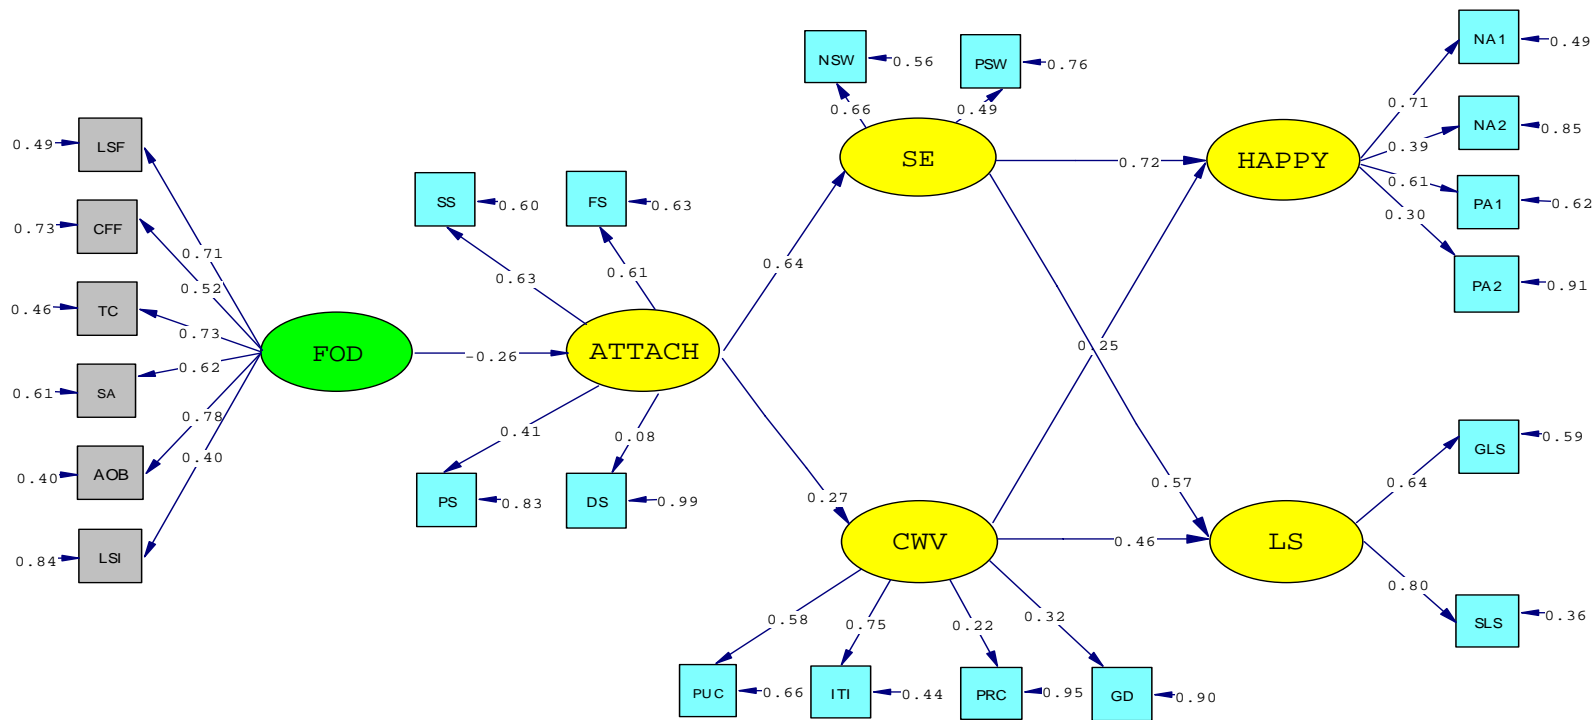 NSW
0.56
PSW
0.76
NA1
0.49
0.66
0.49
0.71
NA2
0.85
0.49
LSF
SE
0.72
HAPPY
0.39
SS
0.60
FS
0.63
0.61
PA1
0.62
0.73
CFF
0.30
0.71
0.63
0.61
0.64
PA2
0.91
0.52
0.46
TC
0.73
FOD
-0.26
ATTACH
0.25
0.62
0.61
SA
0.78
0.41
0.08
0.40
0.40
AOB
PS
0.83
DS
0.99
0.27
0.57
0.64
GLS
0.59
0.84
LSI
CWV
0.46
LS
0.80
0.58
0.75
0.22
0.32
SLS
0.36
PUC
0.66
ITI
0.44
PRC
0.95
GD
0.90